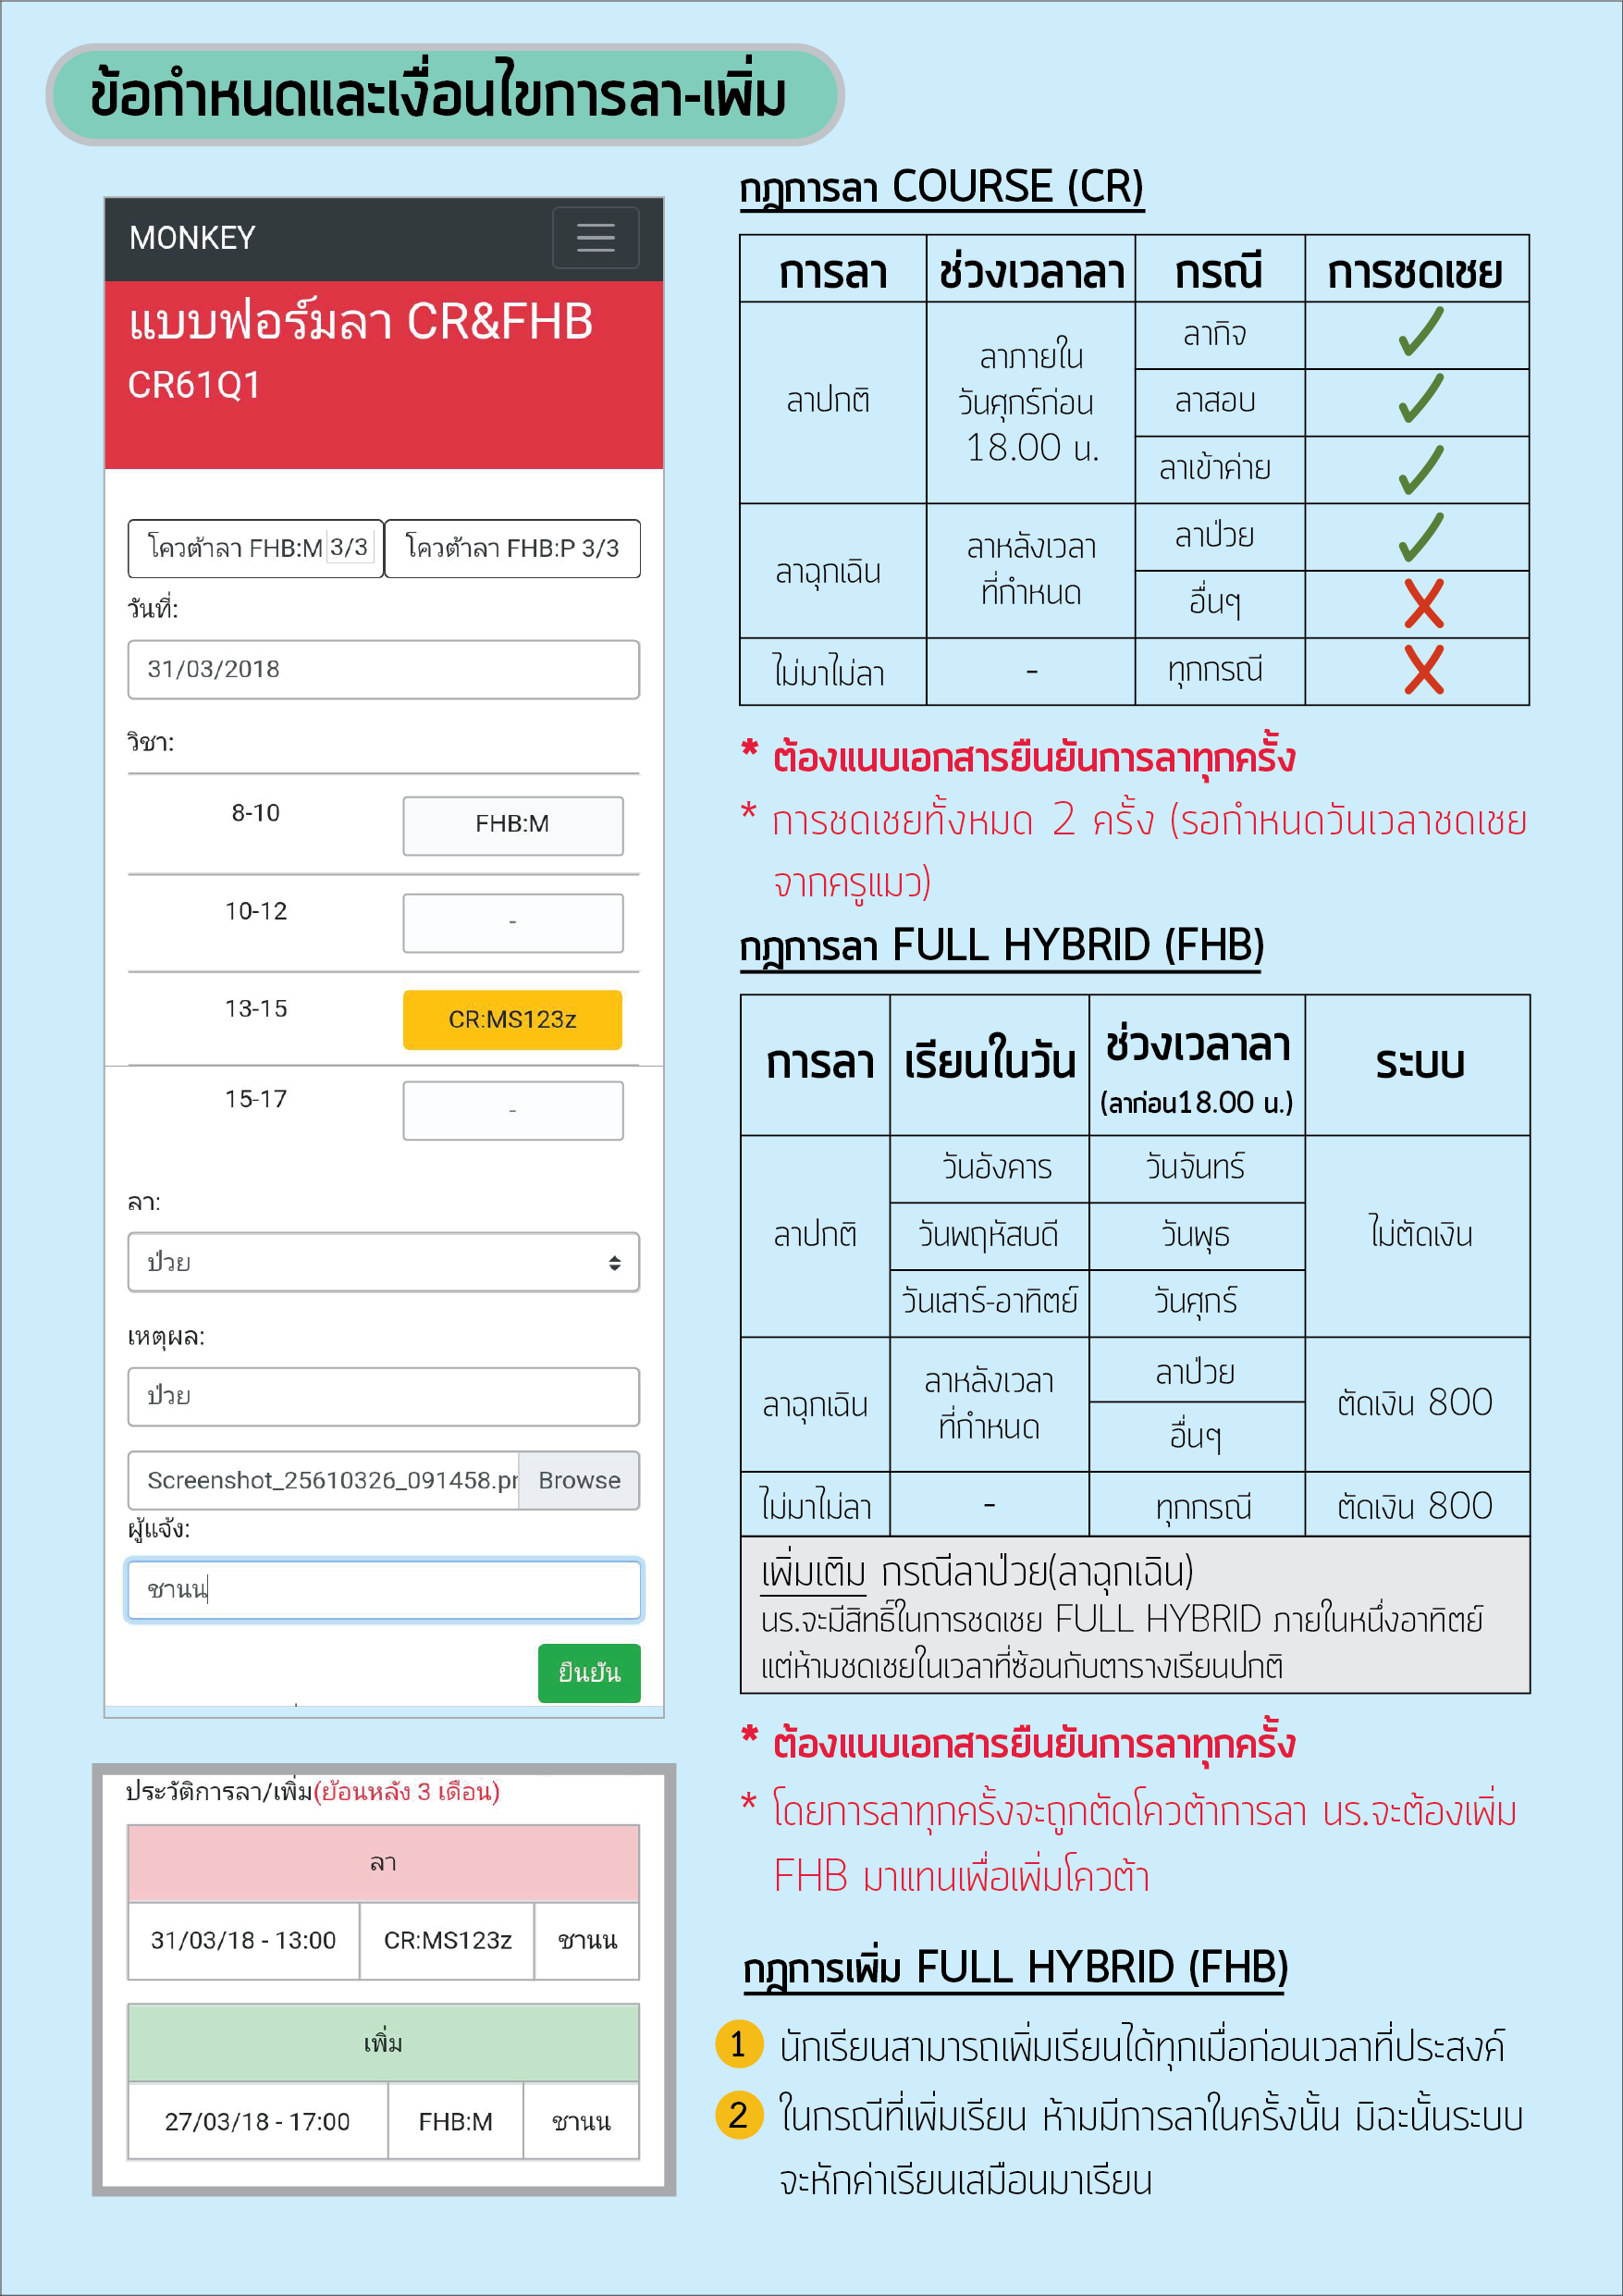 ข้อกำหนดและเงื่อนไขการลา-เพิ่ม
MONKEY
แบบฟอร์มลา CR&FHB
CR61Q1
โควต้าลา FHB:M 3/3
โควต้าลา FHB:P 3/3
วันที่:
31/03/2018
วิชา:
8-10 FHB:M
10-12 -
13-15 CR:MS123z
15-17 -
ลา:
ป่วย
เหตุผล:
ป่วย
Screenshot_25610326_091458.pr Browse
ผู้แจ้ง:
ชานน
ยืนยัน
ประวัติการลา/เพิ่ม(ย้อนหลัง 3 เดือน)
ลา
31/03/18 - 13:00 CR:MS123z ชานน
เพิ่ม
27/03/18 - 17:00 FHB:M ชานน
กฎการลา COURSE (CR)
การลา ช่วงเวลาลา กรณี การชดเชย
ลาปกติ
ลาภายใน
วันศุกร์ก่อน
18.00 น.
ลากิจ
ลาสอบ
ลาเข้าค่าย
ลาฉุกเฉิน
ลาหลังเวลา
ที่กำหนด
ลาป่วย
อื่นๆ
ไม่มาไม่ลา - ทุกกรณี
* ต้องแนบเอกสารยืนยันการลาทุกครั้ง
* การชดเชยทั้งหมด 2 ครั้ง (รอกำหนดวันเวลาชดเชย
จากครูแมว)
กฎการลา FULL HYBRID (FHB)
การลา เรียนในวัน ช่วงเวลาลา ระบบ
(ลาก่อน18.00 น.)
ลาปกติ
วันอังคาร วันจันทร์
วันพฤหัสบดี วันพุธ
วันเสาร์-อาทิตย์ วันศุกร์
ไม่ตัดเงิน
ลาฉุกเฉิน
ลาหลังเวลา
ที่กำหนด
ลาป่วย
อื่นๆ
ตัดเงิน 800
ไม่มาไม่ลา - ทุกกรณี ตัดเงิน 800
เพิ่มเติม กรณีลาป่วย(ลาฉุกเฉิน)
นร.จะมีสิทธิ์ในการชดเชย FULL HYBRID ภายในหนึ่งอาทิตย์
แต่ห้ามชดเชยในเวลาที่ซ้อนกับตารางเรียนปกติ
* ต้องแนบเอกสารยืนยันการลาทุกครั้ง
* โดยการลาทุกครั้งจะถูกตัดโควต้าการลา นร.จะต้องเพิ่ม
FHB มาแทนเพื่อเพิ่มโควต้า
กฎการเพิ่ม FULL HYBRID (FHB)
1 นักเรียนสามารถเพิ่มเรียนได้ทุกเมื่อก่อนเวลาที่ประสงค์
2 ในกรณีที่เพิ่มเรียน ห้ามมีการลาในครั้งนั้น มิฉะนั้นระบบ
จะหักค่าเรียนเสมือนมาเรียน